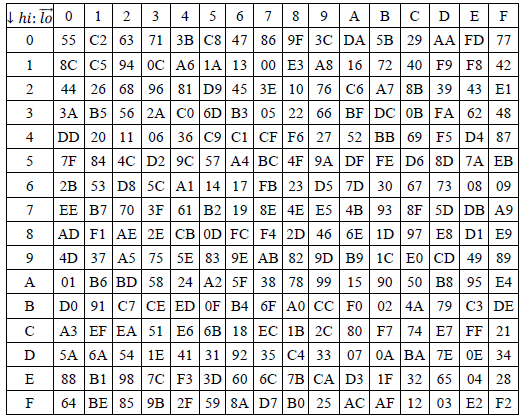 ↓ hi: lo 0 1 2 3 4 5 6 7 8 9 A B C D E F
0 55 C2 63 71 3B C8 47 86 9F 3C DA 5B 29 AA FD 77
1 8C C5 94 0C A6 1A 13 00 E3 A8 16 72 40 F9 F8 42
2 44 26 68 96 81 D9 45 3E 10 76 C6 A7 8B 39 43 E1
3 3A B5 56 2A C0 6D B3 05 22 66 BF DC 0B FA 62 48
4 DD 20 11 06 36 C9 C1 CF F6 27 52 BB 69 F5 D4 87
5 7F 84 4C D2 9C 57 A4 BC 4F 9A DF FE D6 8D 7A EB
6 2B 53 D8 5C A1 14 17 FB 23 D5 7D 30 67 73 08 09
7 EE B7 70 3F 61 B2 19 8E 4E E5 4B 93 8F 5D DB A9
8 AD F1 AE 2E CB 0D FC F4 2D 46 6E 1D 97 E8 D1 E9
9 4D 37 A5 75 5E 83 9E AB 82 9D B9 1C E0 CD 49 89
A 01 B6 BD 58 24 A2 5F 38 78 99 15 90 50 B8 95 E4
B D0 91 C7 CE ED 0F B4 6F A0 CC F0 02 4A 79 C3 DE
C A3 EF EA 51 E6 6B 18 EC 1B 2C 80 F7 74 E7 FF 21
D 5A 6A 54 1E 41 31 92 35 C4 33 07 0A BA 7E 0E 34
E 88 B1 98 7C F3 3D 60 6C 7B CA D3 1F 32 65 04 28
F 64 BE 85 9B 2F 59 8A D7 B0 25 AC AF 12 03 E2 F2